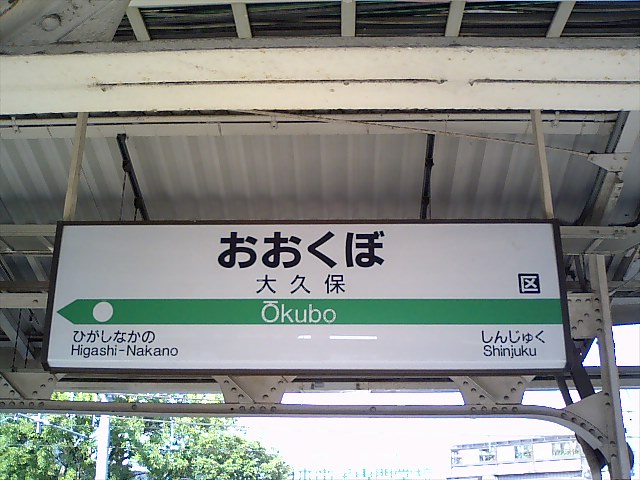 おおくぼ
大久保
区
Ōkubo
ひがしなかの
Higashi-Nakano
しんじゅく
Shinjuku